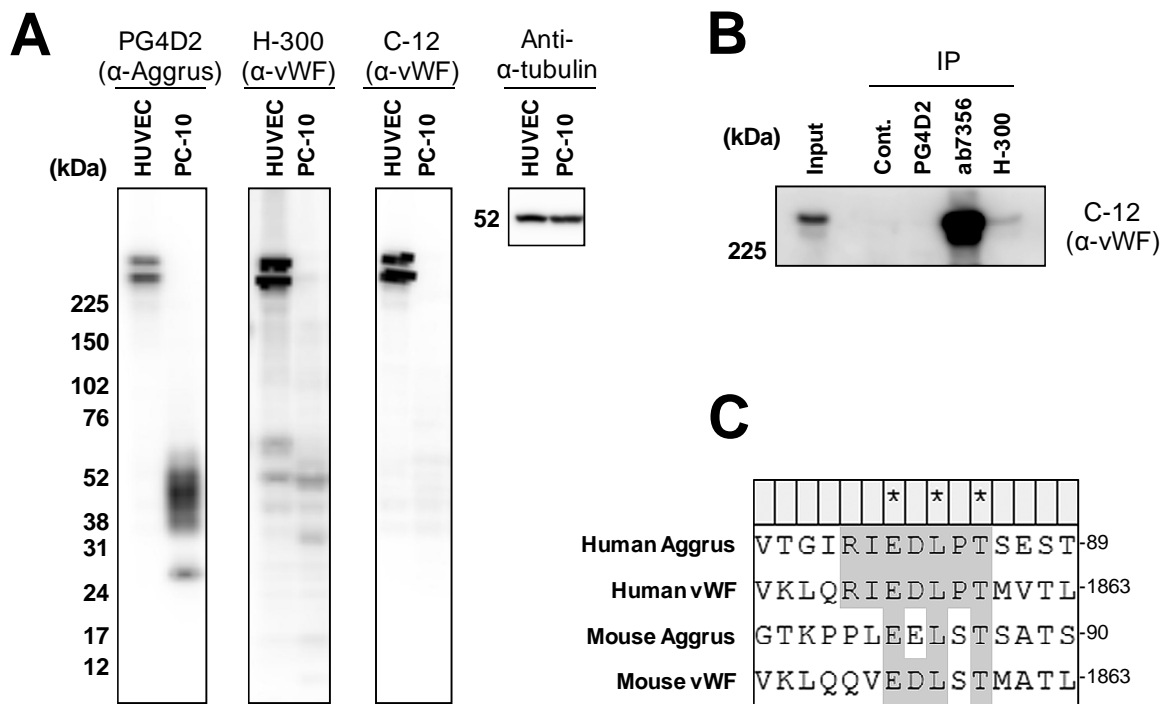 A
PG4D2
(α-Aggrus)
H-300
(α-vWF)
C-12
(α-vWF)
Anti-
α-tubulin
HUVEC
PC-10
HUVEC
PC-10
HUVEC
PC-10
HUVEC
PC-10
(kDa)
225
150
102
76
52
38
31
24
17
12
52
B
IP
(kDa)
Input
Cont.
PG4D2
ab7356
H-300
225
C-12
(α-vWF)
C
* * *
Human Aggrus VTGIRIEDLPTSEST -89
Human vWF VKLQRIEDLPTMVTL -1863
Mouse Aggrus GTKPPLEELSTSATS -90
Mouse vWF VKLQQVEDLSTMATL -1863